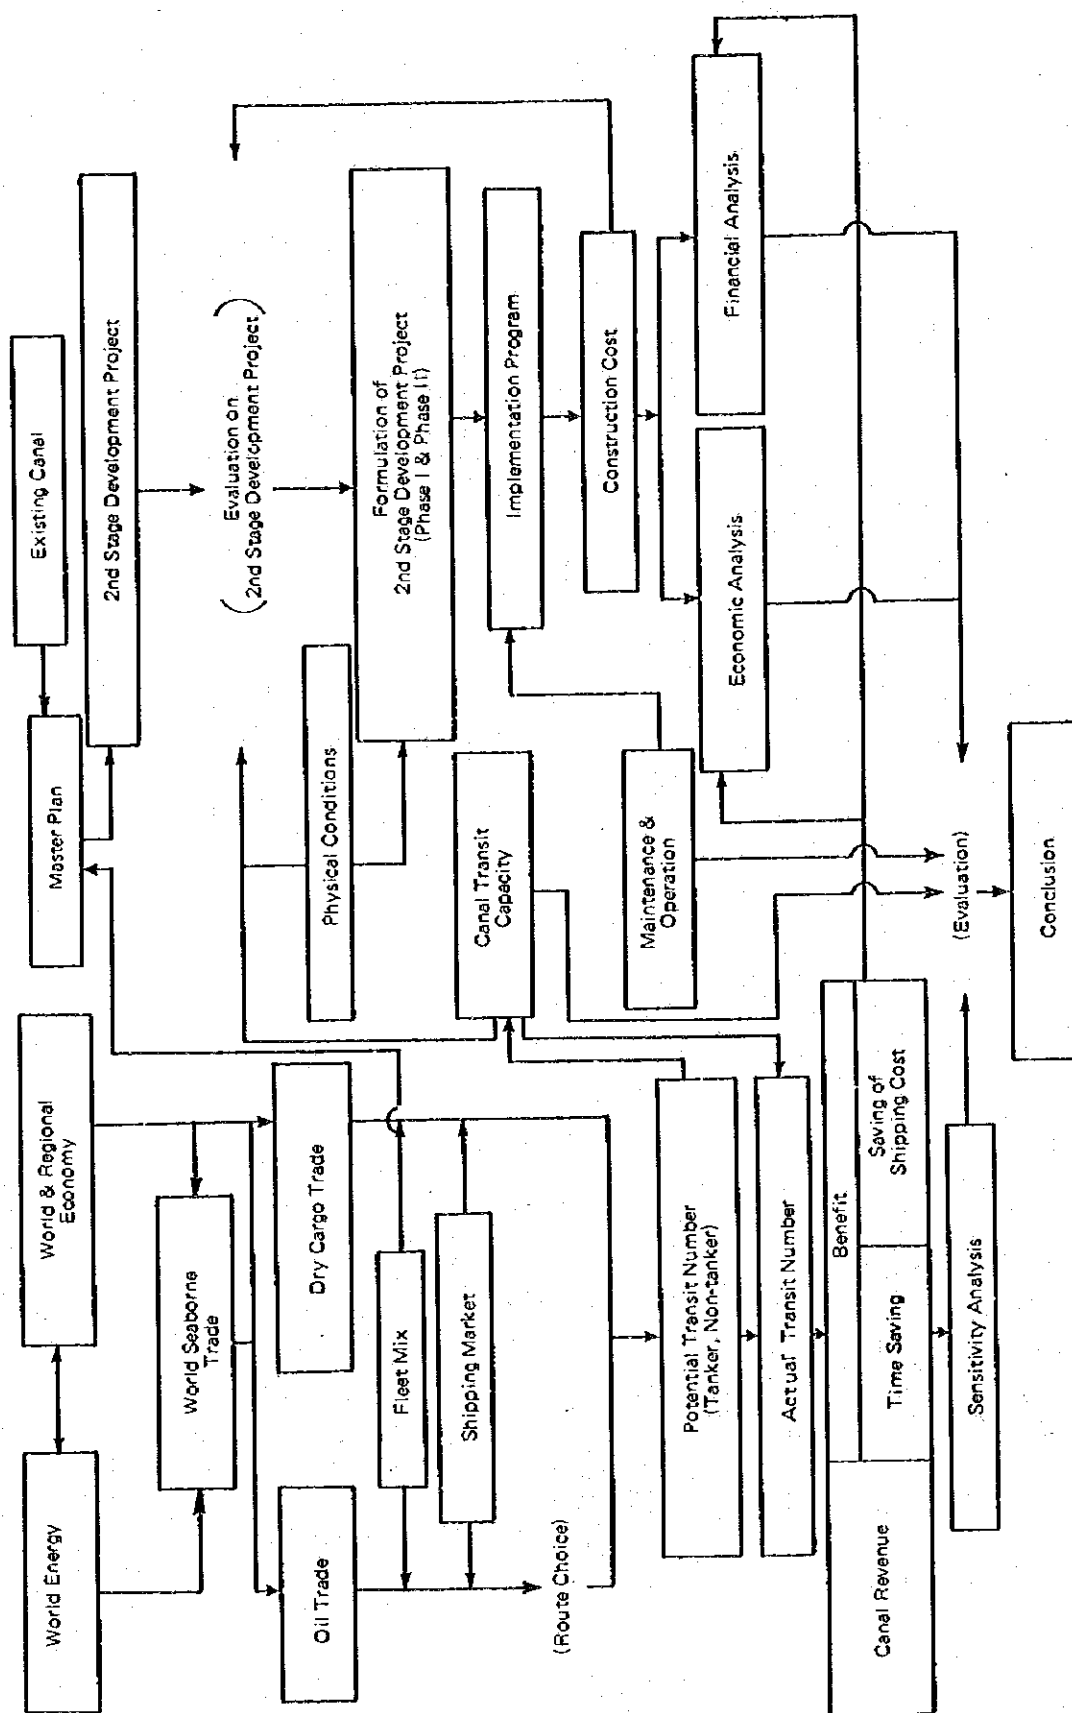 World Energy
World & Regional
Economy
Master Plan
Existing Canal
2nd Stage Development Project
World Seaborne
Trade
Evaluation on
(2nd Stage Development Project)
Oil Trade
Dry Cargo Trade
Physical Conditions
Formulation of
2nd Stage Development Project
(Phase I & Phase II)
Fleet Mix
Shipping Market
Canal Transit
Capacity
Implementation Program
(Route Choice)
Construction Cost
Potential Transit Number
(Tanker, Non-tanker)
Maintenance &
Operation
Economic Analysis
Financial Analysis
Actual Transit Number
Canal Revenue
Benefit
Time Saving
Saving of
Shipping Cost
Sensitivity Analysis
(Evaluation)
Conclusion